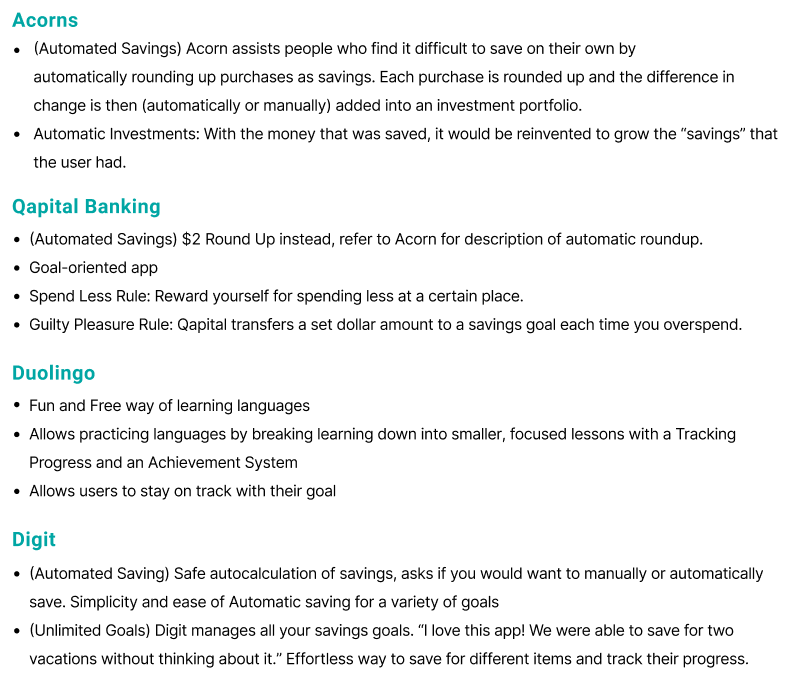 Acorns
• (Automated Savings) Acorn assists people who find it difficult to save on their own by
automatically rounding up purchases as savings. Each purchase is rounded up and the difference in
change is then (automatically or manually) added into an investment portfolio.
• Automatic Investments: With the money that was saved, it would be reinvented to grow the “savings” that
the user had.
Qapital Banking
• (Automated Savings) $2 Round Up instead, refer to Acorn for description of automatic roundup.
• Goal-oriented app
• Spend Less Rule: Reward yourself for spending less at a certain place.
• Guilty Pleasure Rule: Qapital transfers a set dollar amount to a savings goal each time you overspend.
Duolingo
• Fun and Free way of learning languages
• Allows practicing languages by breaking learning down into smaller, focused lessons with a Tracking
Progress and an Achievement System
• Allows users to stay on track with their goal
Digit
• (Automated Saving) Safe autocalculation of savings, asks if you would want to manually or automatically
save. Simplicity and ease of Automatic saving for a variety of goals
• (Unlimited Goals) Digit manages all your savings goals. “I love this app! We were able to save for two
vacations without thinking about it.” Effortless way to save for different items and track their progress.